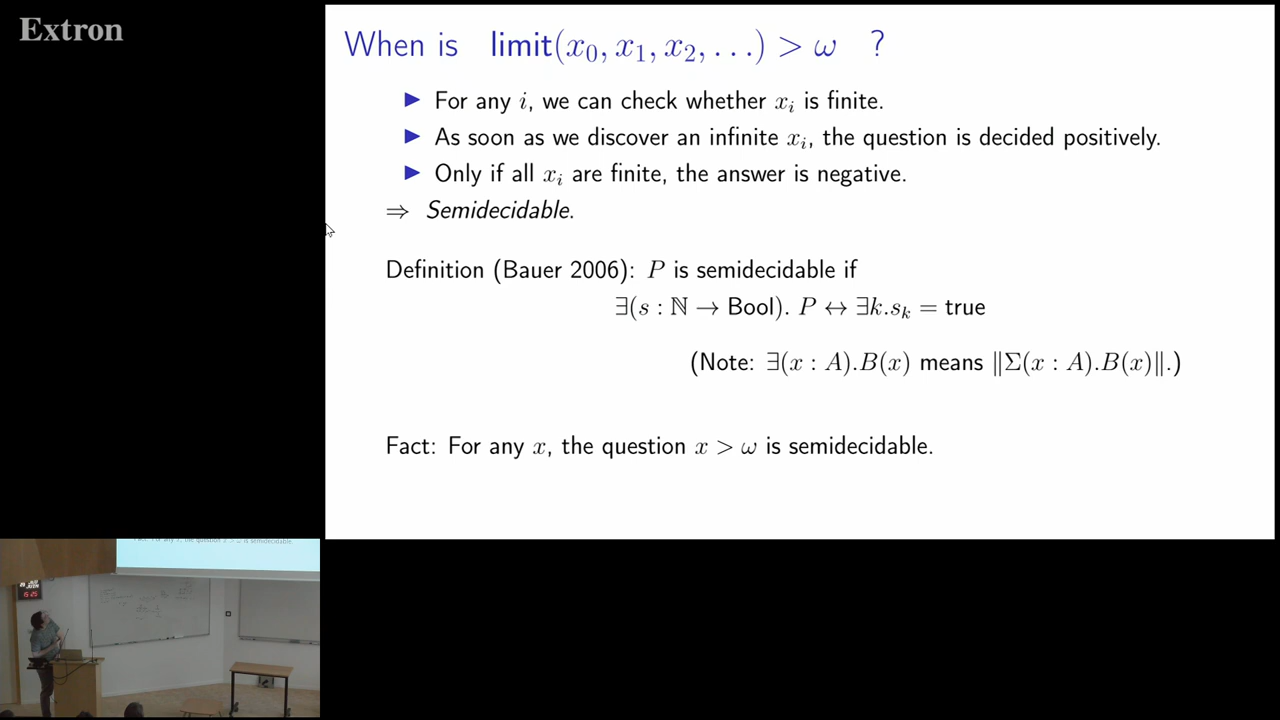 Extron
When is limit(x₀, x₁, x₂, . . .) > ω ?
▶ For any i, we can check whether xᵢ is finite.
▶ As soon as we discover an infinite xᵢ, the question is decided positively.
▶ Only if all xᵢ are finite, the answer is negative.
⇒ Semidecidable.
Definition (Bauer 2006): P is semidecidable if
∃(s : ℕ → Bool). P ↔ ∃k.sₖ = true
(Note: ∃(x : A).B(x) means ‖Σ(x : A).B(x)‖.)
Fact: For any x, the question x > ω is semidecidable.